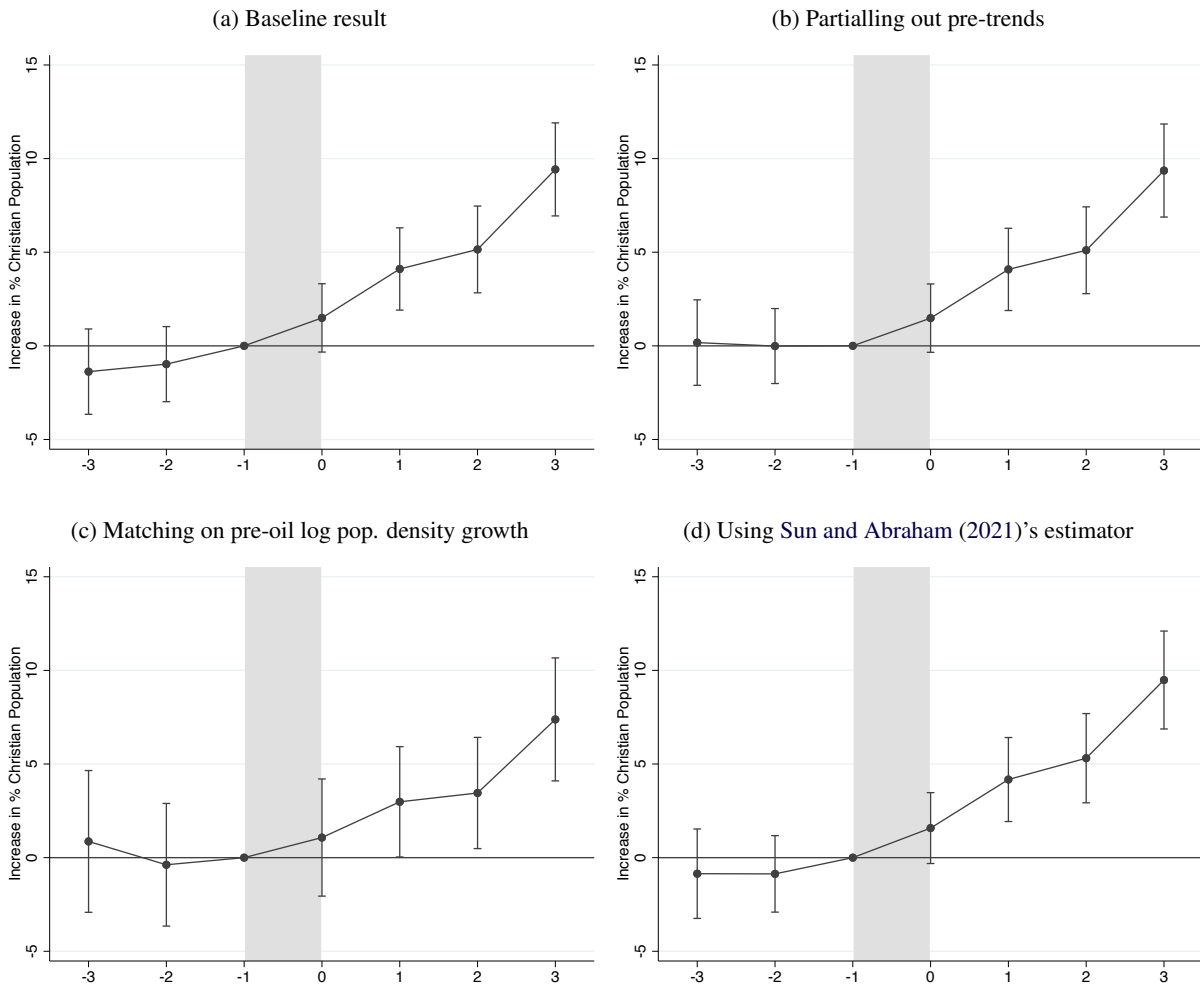 (a) Baseline result
Increase in % Christian Population
15
10
5
0
-5
-3 -2 -1 0 1 2 3
(b) Partialling out pre-trends
Increase in % Christian Population
15
10
5
0
-5
-3 -2 -1 0 1 2 3
(c) Matching on pre-oil log pop. density growth
Increase in % Christian Population
15
10
5
0
-5
-3 -2 -1 0 1 2 3
(d) Using Sun and Abraham (2021)'s estimator
Increase in % Christian Population
15
10
5
0
-5
-3 -2 -1 0 1 2 3